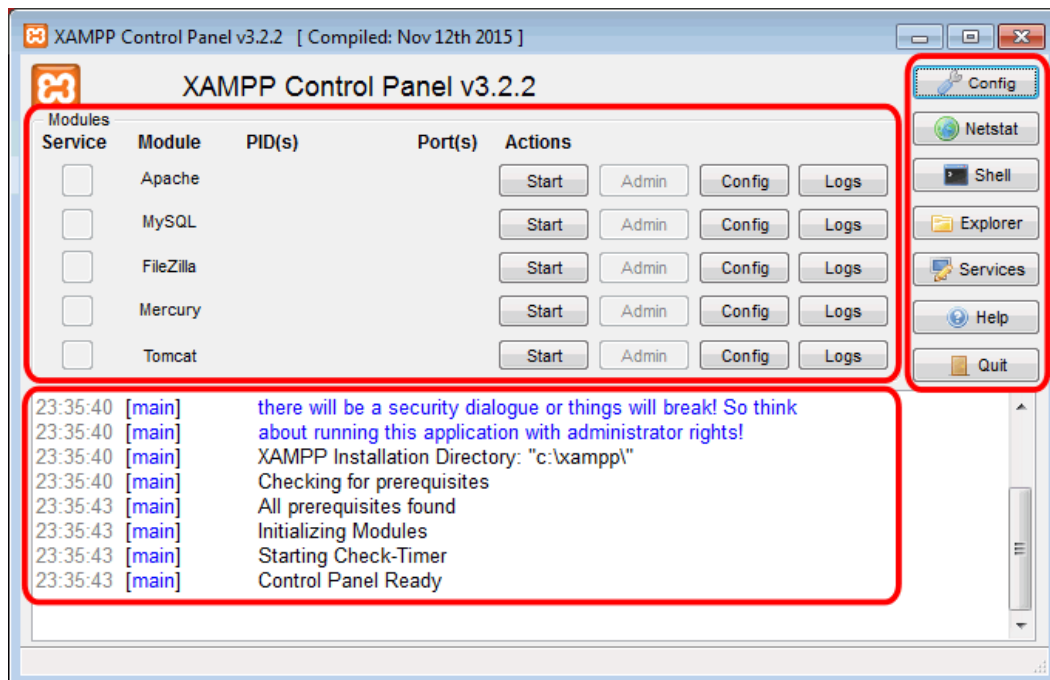 XAMPP Control Panel v3.2.2 [ Compiled: Nov 12th 2015 ]
XAMPP Control Panel v3.2.2
Config
Modules
Service Module PID(s) Port(s) Actions
Netstat
Apache Start Admin Config Logs
Shell
MySQL Start Admin Config Logs
Explorer
FileZilla Start Admin Config Logs
Services
Mercury Start Admin Config Logs
Help
Tomcat Start Admin Config Logs
Quit
23:35:40 [main] there will be a security dialogue or things will break! So think
23:35:40 [main] about running this application with administrator rights!
23:35:40 [main] XAMPP Installation Directory: "c:\xampp\"
23:35:40 [main] Checking for prerequisites
23:35:43 [main] All prerequisites found
23:35:43 [main] Initializing Modules
23:35:43 [main] Starting Check-Timer
23:35:43 [main] Control Panel Ready